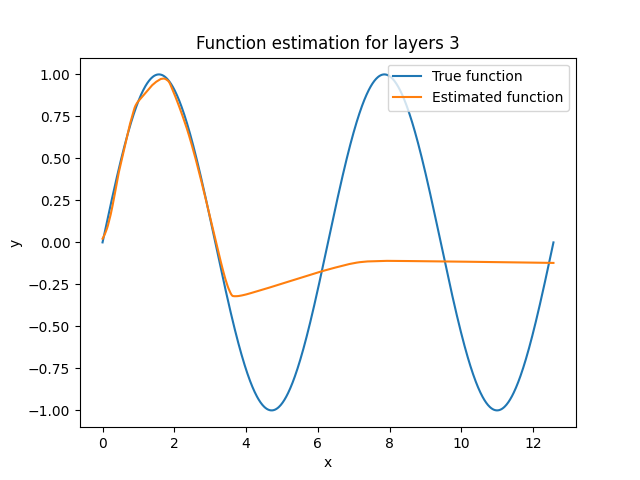 Function estimation for layers 3
True function
Estimated function
1.00
0.75
0.50
0.25
0.00
−0.25
−0.50
−0.75
−1.00
y
0 2 4 6 8 10 12
x